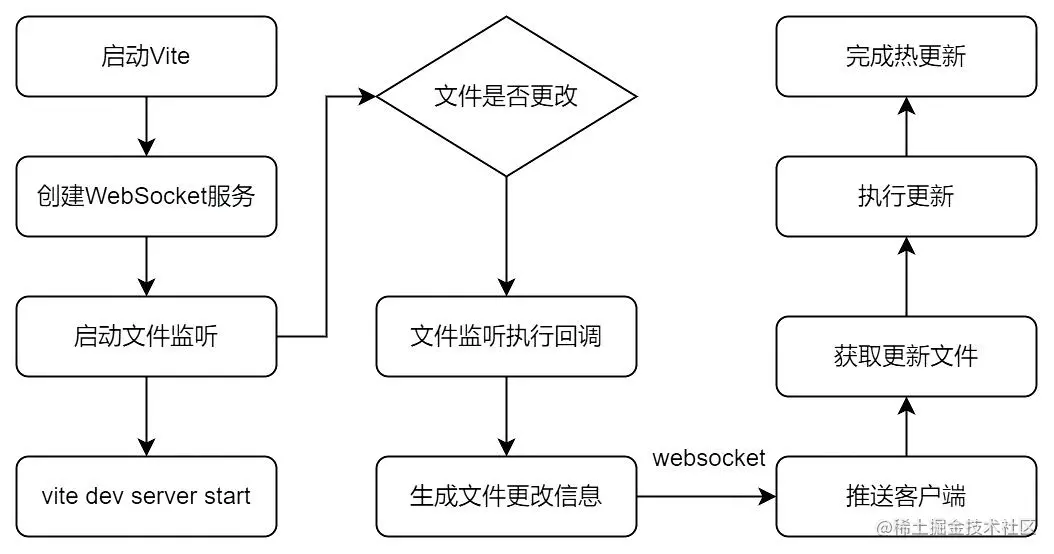 启动Vite
创建WebSocket服务
启动文件监听
vite dev server start
文件是否更改
文件监听执行回调
生成文件更改信息
websocket
推送客户端
获取更新文件
执行更新
完成热更新
@稀土掘金技术社区